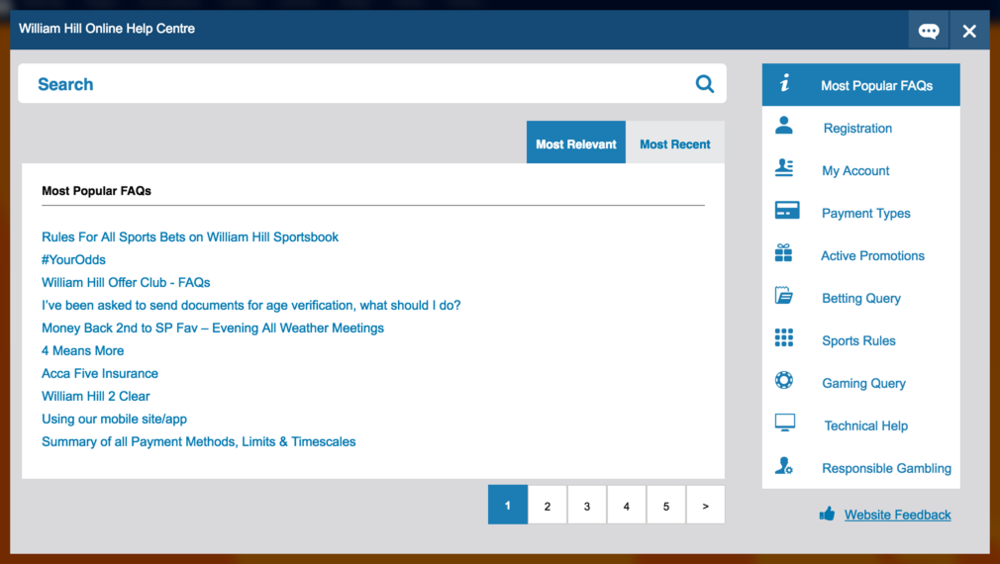 William Hill Online Help Centre
Search
Most Relevant
Most Recent
Most Popular FAQs
Rules For All Sports Bets on William Hill Sportsbook
#YourOdds
William Hill Offer Club - FAQs
I've been asked to send documents for age verification, what should I do?
Money Back 2nd to SP Fav – Evening All Weather Meetings
4 Means More
Acca Five Insurance
William Hill 2 Clear
Using our mobile site/app
Summary of all Payment Methods, Limits & Timescales
1 2 3 4 5 >
Most Popular FAQs
Registration
My Account
Payment Types
Active Promotions
Betting Query
Sports Rules
Gaming Query
Technical Help
Responsible Gambling
Website Feedback